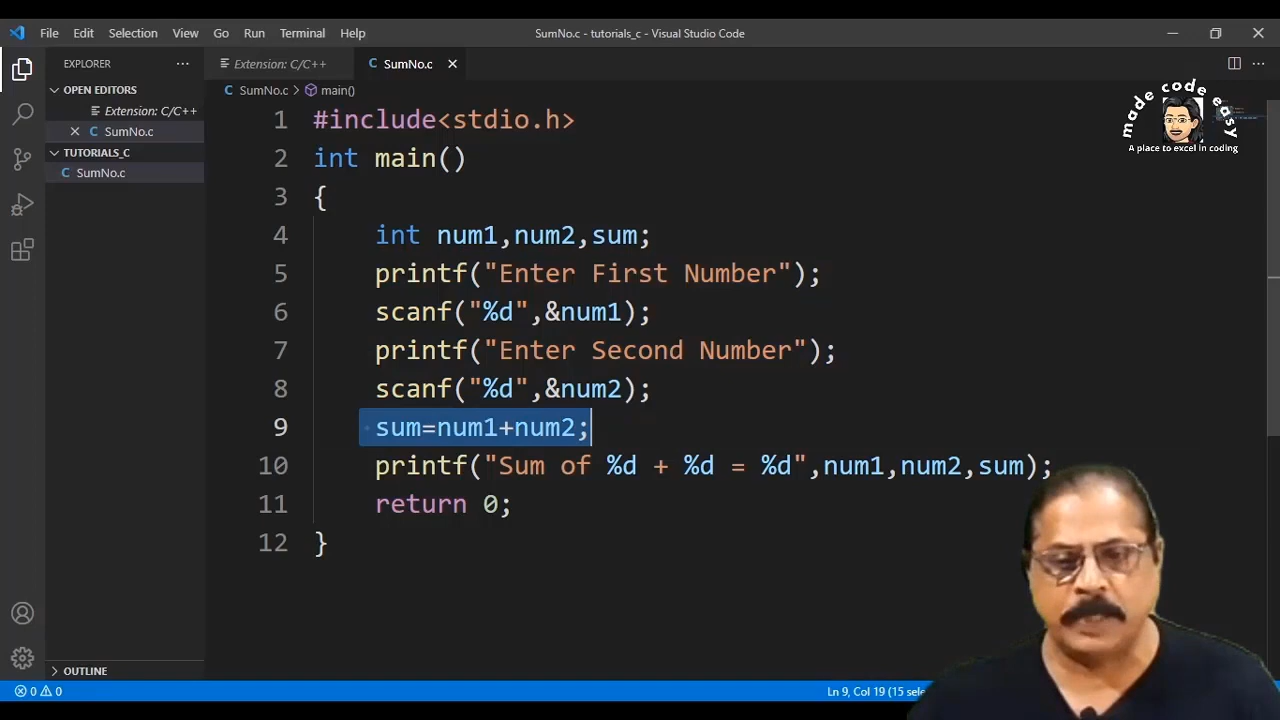 File Edit Selection View Go Run Terminal Help
SumNo.c - tutorials_c - Visual Studio Code
EXPLORER
OPEN EDITORS
Extension: C/C++
SumNo.c
TUTORIALS_C
SumNo.c
OUTLINE
Extension: C/C++ SumNo.c
SumNo.c > main()
made code easy
A place to excel in coding
1 #include<stdio.h>
2 int main()
3 {
4 int num1,num2,sum;
5 printf("Enter First Number");
6 scanf("%d",&num1);
7 printf("Enter Second Number");
8 scanf("%d",&num2);
9 sum=num1+num2;
10 printf("Sum of %d + %d = %d",num1,num2,sum);
11 return 0;
12 }
0 0 Ln 9, Col 19 (15 selec